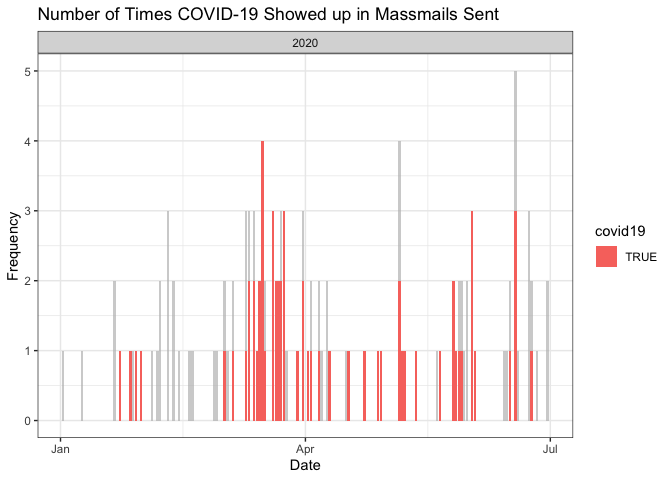 Number of Times COVID-19 Showed up in Massmails Sent
2020
5
4
3
2
1
0
Frequency
Jan
Apr
Jul
Date
covid19
TRUE